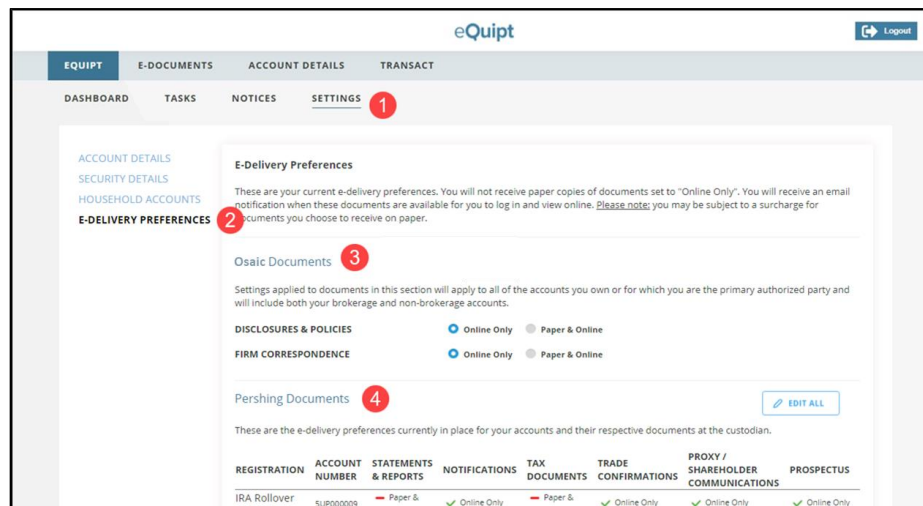 eQuipt
Logout
EQUIPT E-DOCUMENTS ACCOUNT DETAILS TRANSACT
DASHBOARD TASKS NOTICES SETTINGS 1
ACCOUNT DETAILS
SECURITY DETAILS
HOUSEHOLD ACCOUNTS
E-DELIVERY PREFERENCES 2
E-Delivery Preferences
These are your current e-delivery preferences. You will not receive paper copies of documents set to "Online Only". You will receive an email
notification when these documents are available for you to log in and view online. Please note: you may be subject to a surcharge for
documents you choose to receive on paper.
Osaic Documents 3
Settings applied to documents in this section will apply to all of the accounts you own or for which you are the primary authorized party and
will include both your brokerage and non-brokerage accounts.
DISCLOSURES & POLICIES Online Only Paper & Online
FIRM CORRESPONDENCE Online Only Paper & Online
Pershing Documents 4
EDIT ALL
These are the e-delivery preferences currently in place for your accounts and their respective documents at the custodian.
REGISTRATION ACCOUNT NUMBER STATEMENTS & REPORTS NOTIFICATIONS TAX DOCUMENTS TRADE CONFIRMATIONS PROXY / SHAREHOLDER COMMUNICATIONS PROSPECTUS
IRA Rollover 5UP000009 Paper & Online Only Paper & Online Only Online Only Online Only